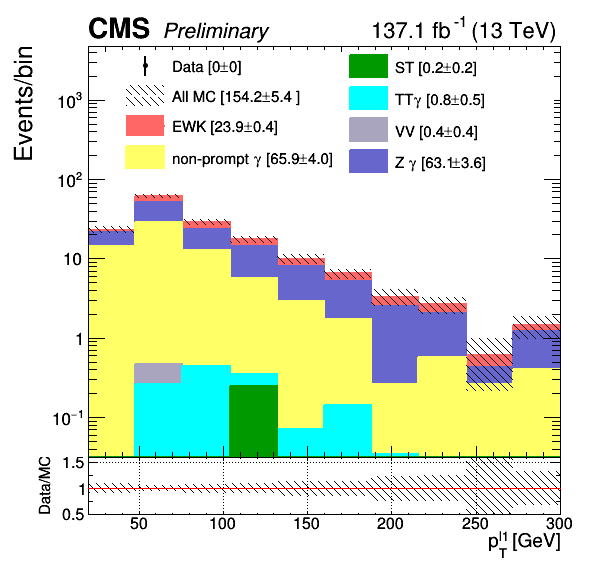 CMS Preliminary 137.1 fb⁻¹ (13 TeV)
Events/bin
Data [0±0]
All MC [154.2±5.4 ]
EWK [23.9±0.4]
non-prompt γ [65.9±4.0]
ST [0.2±0.2]
TTγ [0.8±0.5]
VV [0.4±0.4]
Z γ [63.1±3.6]
10³
10²
10
1
10⁻¹
Data/MC
1.5
1
0.5
50 100 150 200 250 300
p_T^{l1} [GeV]